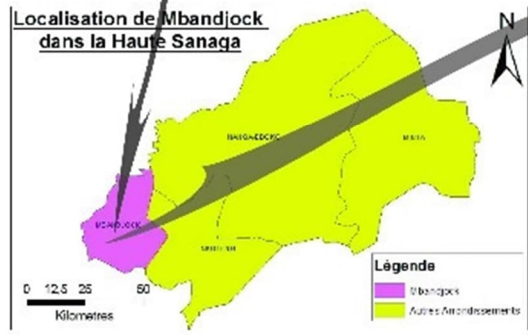 Localisation de Mbandjock
dans la Haute Sanaga
N
NANGA-EBOKO
MINTA
MBANDJOCK
0 12,5 25 50
Kilometres
Légende
Mbandjock
Autres Arrondissements